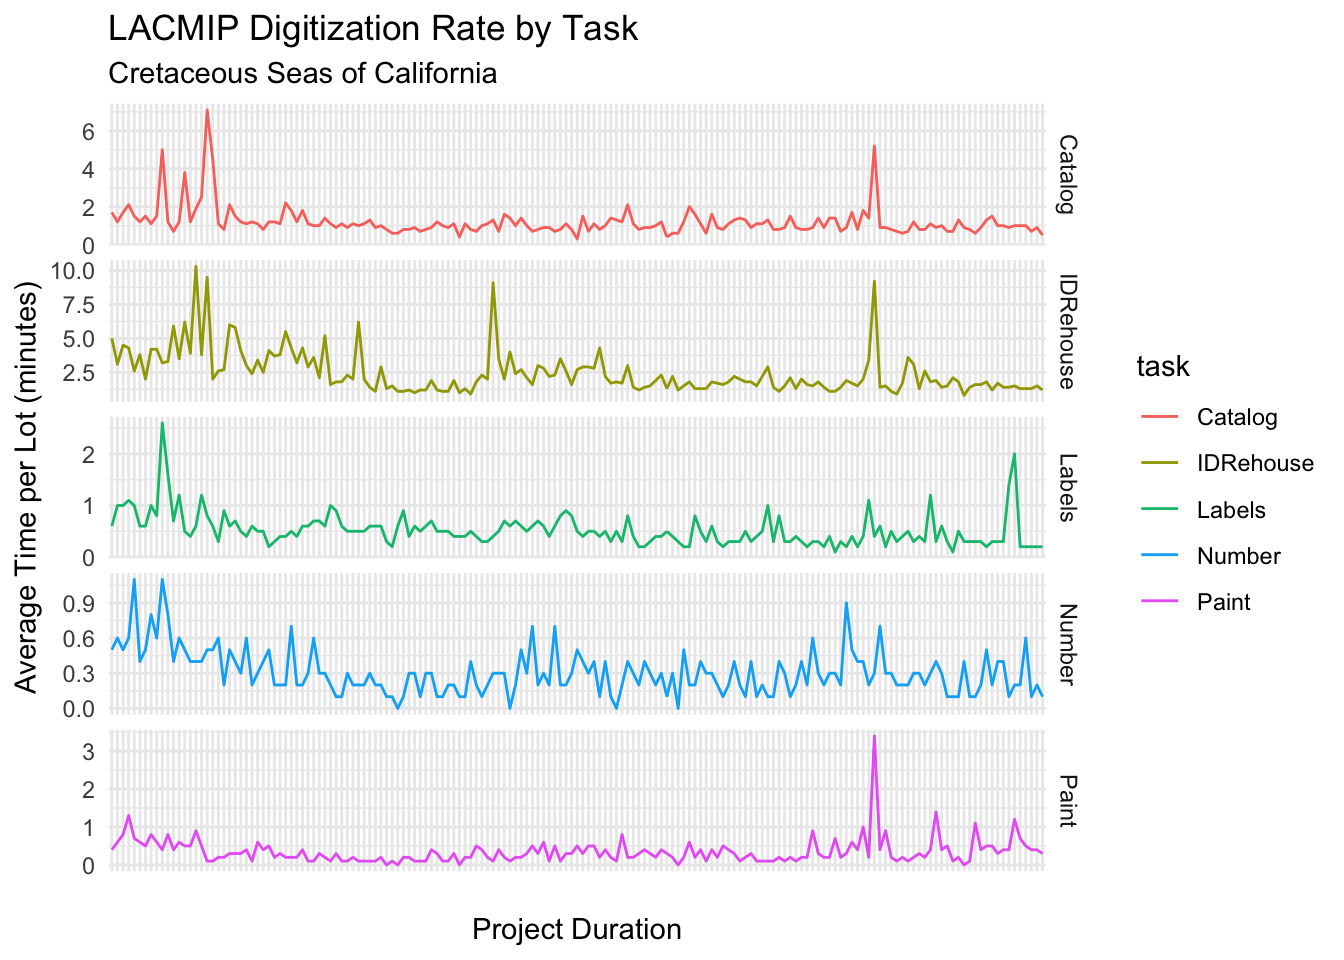 LACMIP Digitization Rate by Task
Cretaceous Seas of California
Average Time per Lot (minutes)
6
4
2
0
Catalog
10.0
7.5
5.0
2.5
IDRehouse
2
1
0
Labels
0.9
0.6
0.3
0.0
Number
3
2
1
0
Paint
Project Duration
task
Catalog
IDRehouse
Labels
Number
Paint